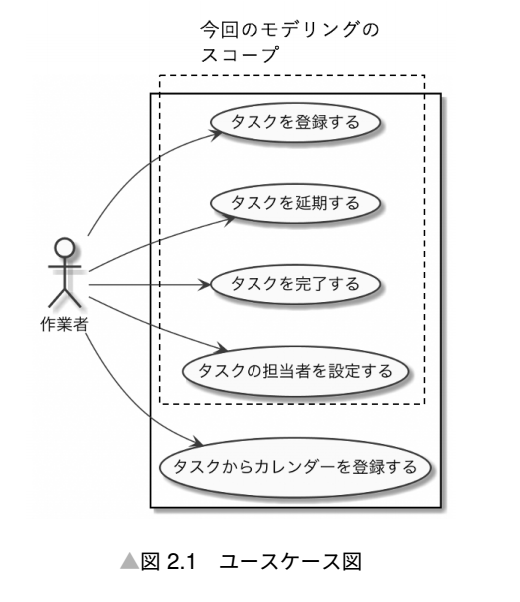 今回のモデリングの
スコープ
タスクを登録する
タスクを延期する
タスクを完了する
作業者
タスクの担当者を設定する
タスクからカレンダーを登録する
▲図 2.1　ユースケース図